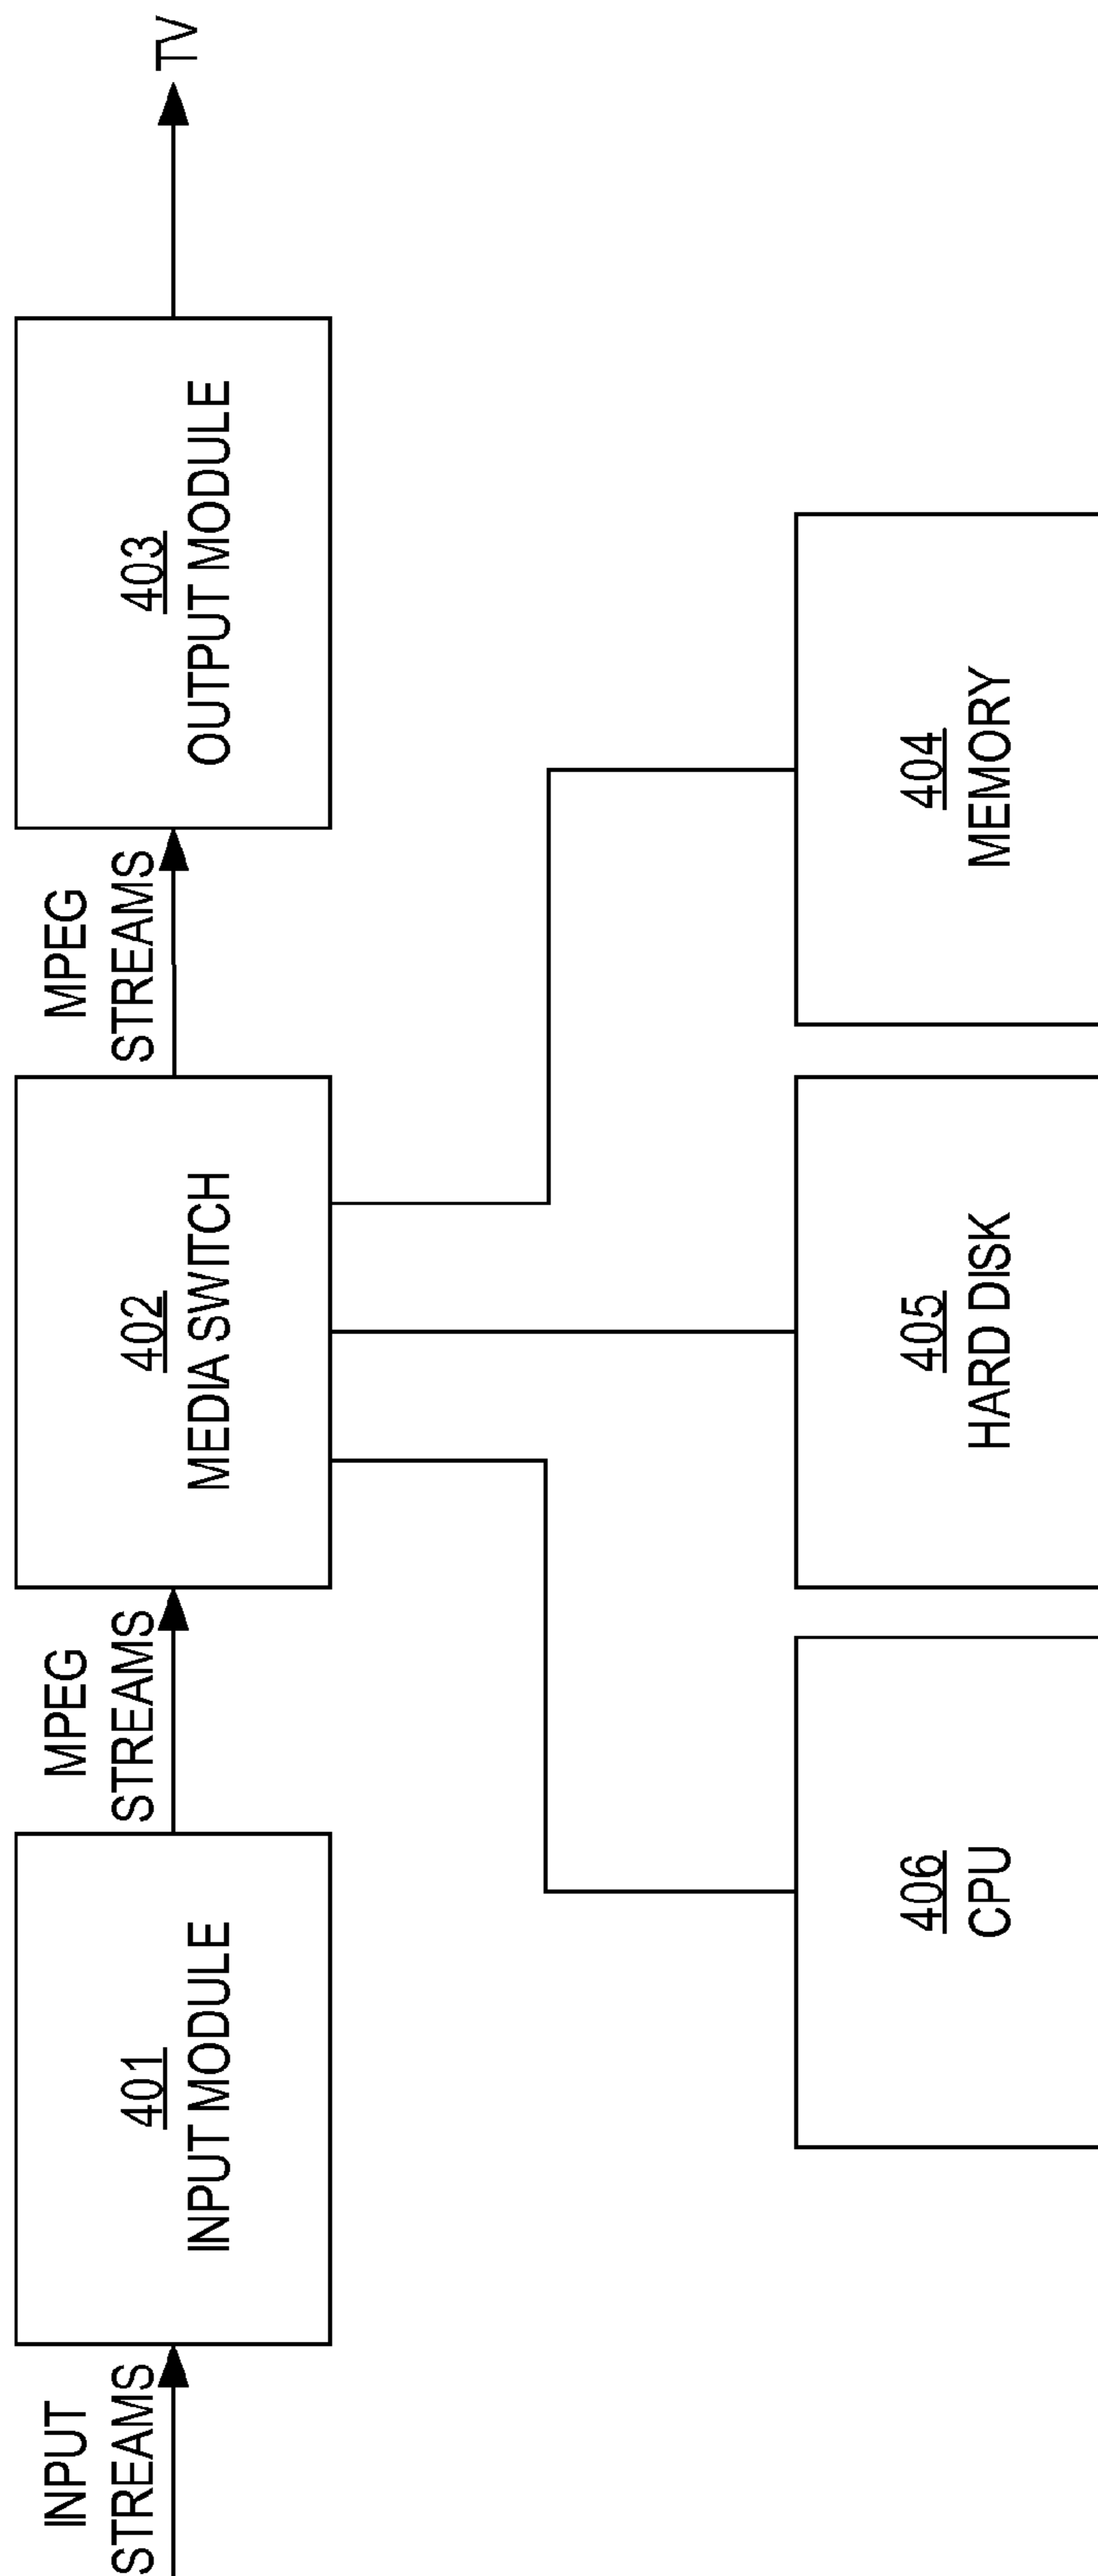 INPUT
STREAMS
401
INPUT MODULE
MPEG
STREAMS
402
MEDIA SWITCH
MPEG
STREAMS
403
OUTPUT MODULE
TV
406
CPU
405
HARD DISK
404
MEMORY